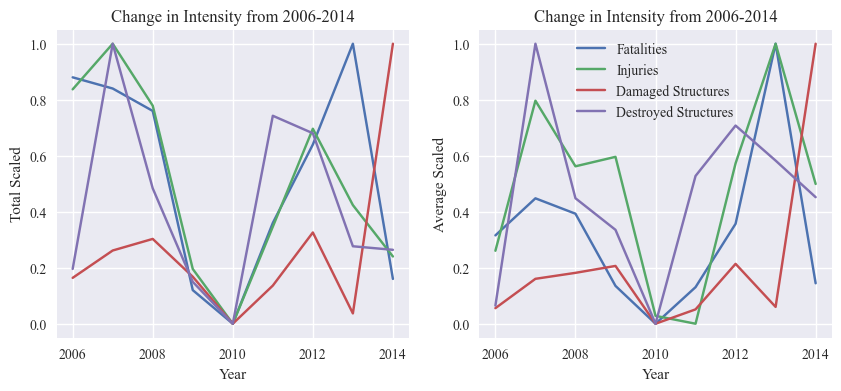 Change in Intensity from 2006-2014
Total Scaled
1.0
0.8
0.6
0.4
0.2
0.0
2006 2008 2010 2012 2014
Year
Change in Intensity from 2006-2014
Average Scaled
1.0
0.8
0.6
0.4
0.2
0.0
Fatalities
Injuries
Damaged Structures
Destroyed Structures
2006 2008 2010 2012 2014
Year